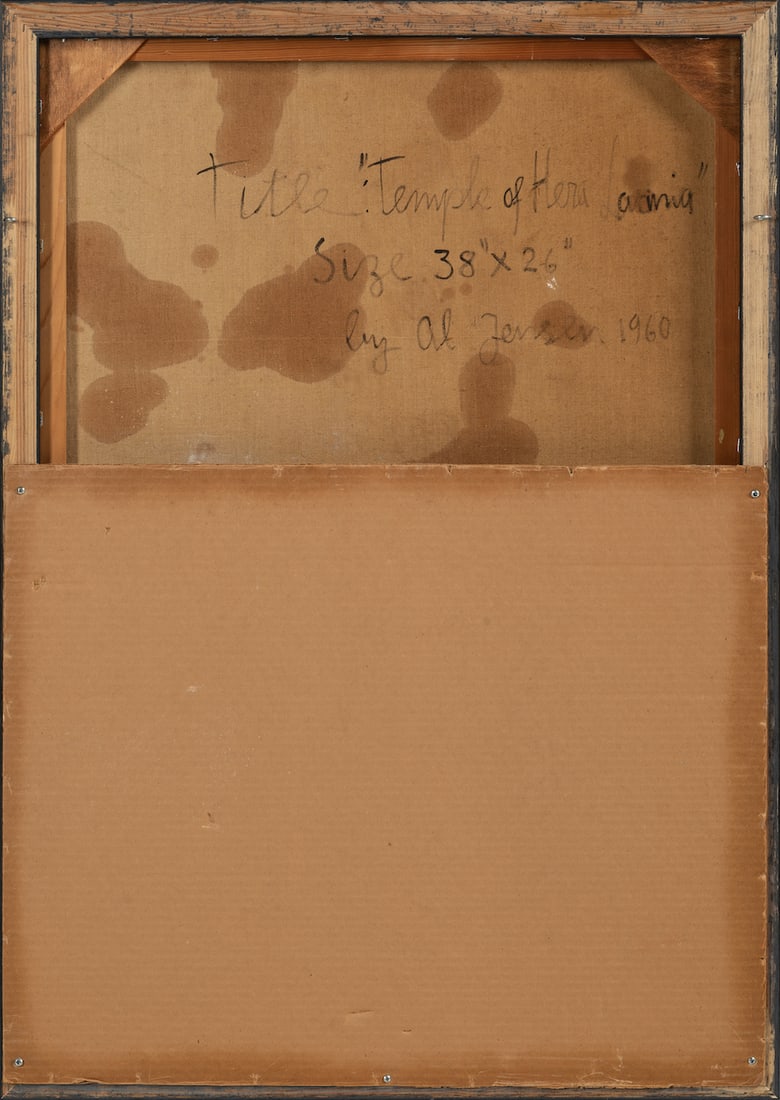 Title "Temple of Hera Lacinia"
Size 38"x 26"
by Al Jensen. 1960